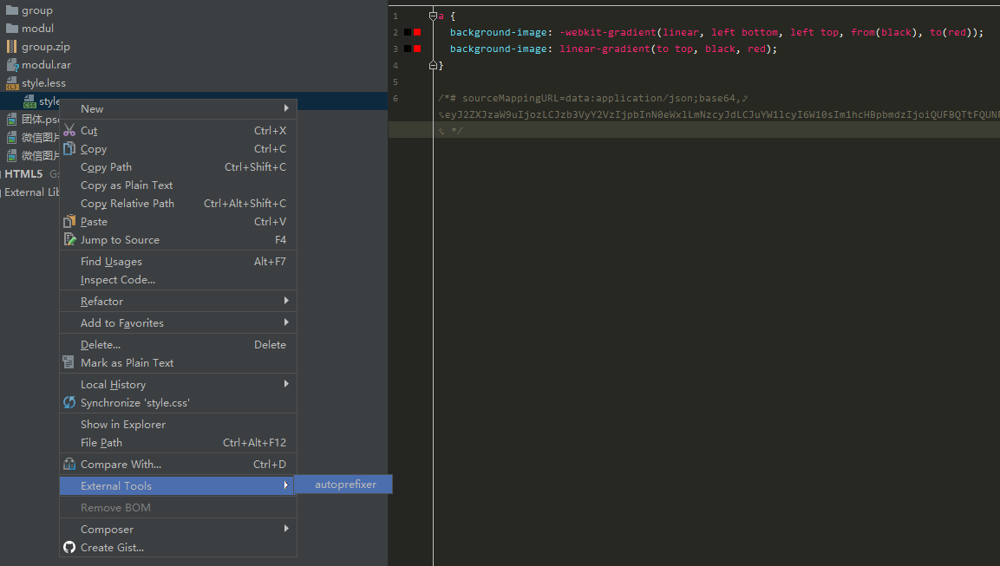 group
modul
group.zip
modul.rar
style.less
style
团体.ps
微信图片
微信图片
HTML5 G:
External Lib
New
Cut Ctrl+X
Copy Ctrl+C
Copy Path Ctrl+Shift+C
Copy as Plain Text
Copy Relative Path Ctrl+Alt+Shift+C
Paste Ctrl+V
Jump to Source F4
Find Usages Alt+F7
Inspect Code...
Refactor
Add to Favorites
Delete... Delete
Mark as Plain Text
Local History
Synchronize 'style.css'
Show in Explorer
File Path Ctrl+Alt+F12
Compare With... Ctrl+D
External Tools
autoprefixer
Remove BOM
Composer
Create Gist...
1 a {
2 background-image: -webkit-gradient(linear, left bottom, left top, from(black), to(red));
3 background-image: linear-gradient(to top, black, red);
4 }
5
6 /*# sourceMappingURL=data:application/json;base64,
*/